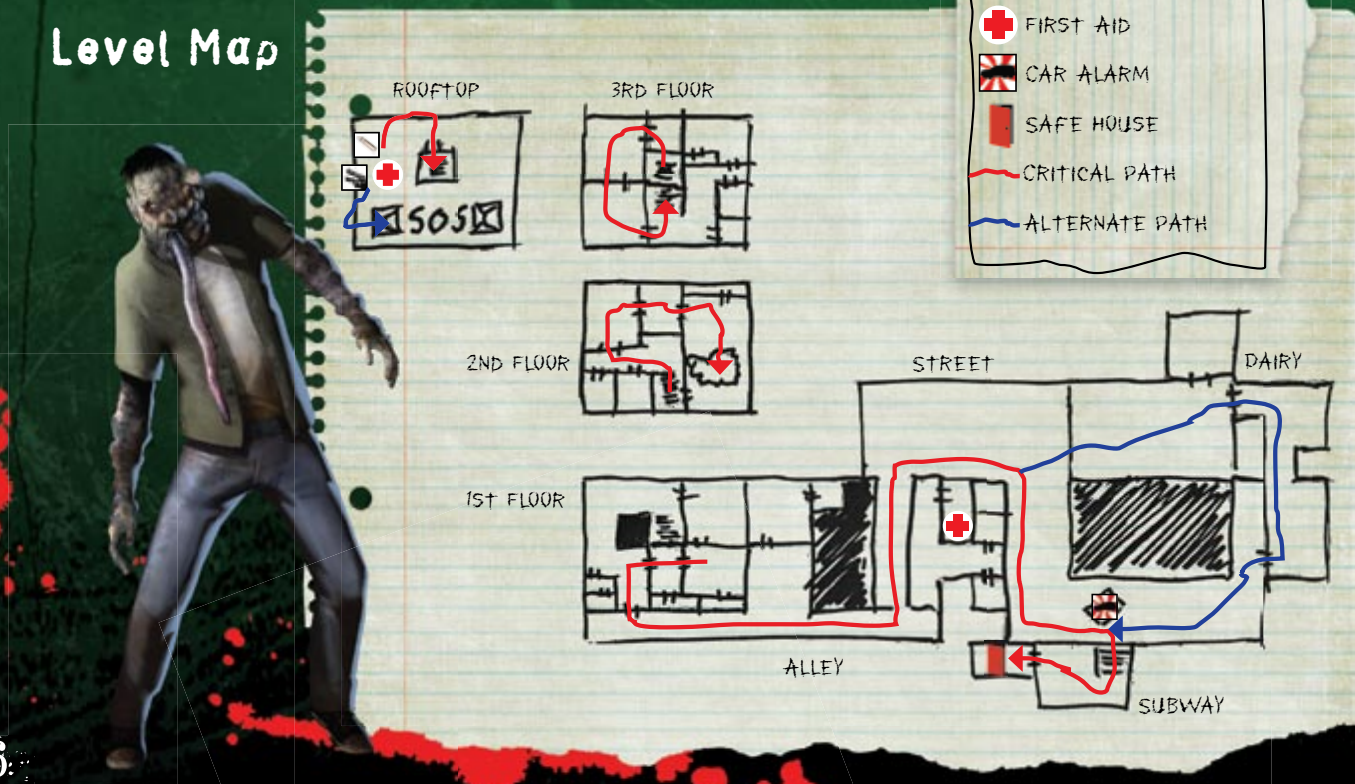 Level Map
FIRST AID
CAR ALARM
SAFE HOUSE
CRITICAL PATH
ALTERNATE PATH
ROOFTOP
3RD FLOOR
SOS
2ND FLOOR
STREET
DAIRY
1ST FLOOR
ALLEY
SUBWAY